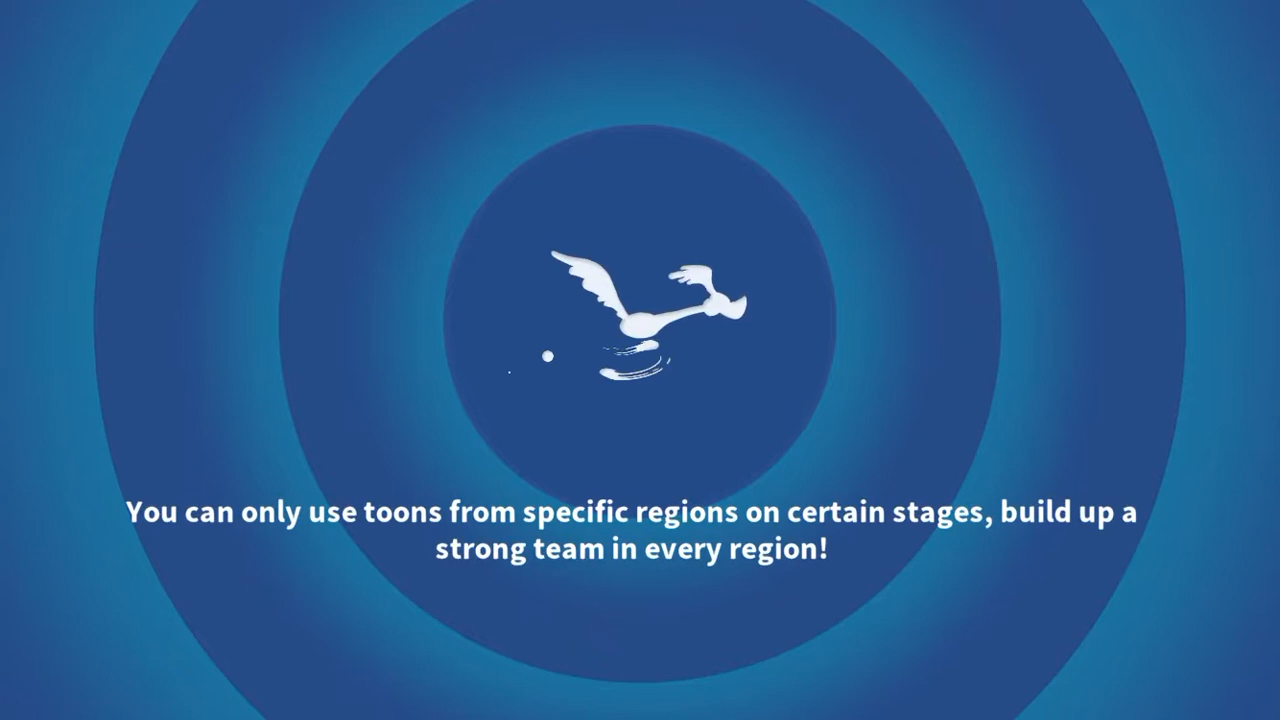 You can only use toons from specific regions on certain stages, build up a
strong team in every region!